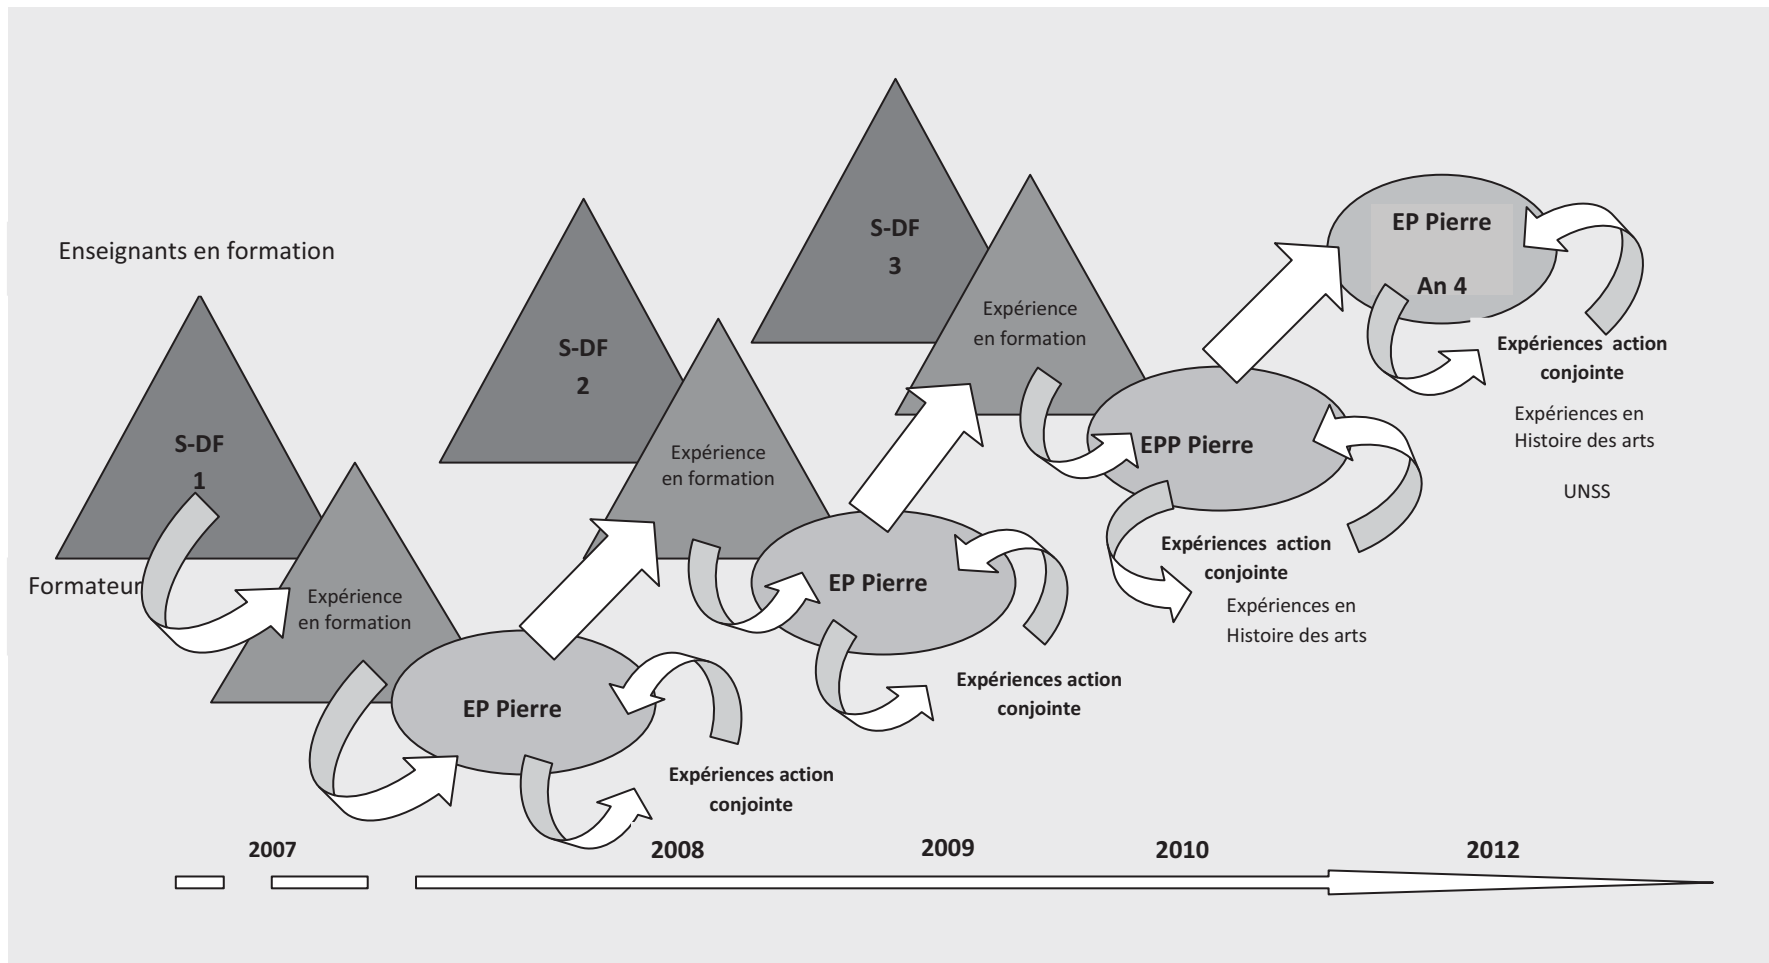 Enseignants en formation
S-DF
1
Formateur
Expérience
en formation
EP Pierre
Expériences action
conjointe
S-DF
2
Expérience
en formation
EP Pierre
Expériences action
conjointe
S-DF
3
Expérience
en formation
EPP Pierre
Expériences action
conjointe
Expériences en
Histoire des arts
EP Pierre
An 4
Expériences action
conjointe
Expériences en
Histoire des arts
UNSS
2007
2008
2009
2010
2012